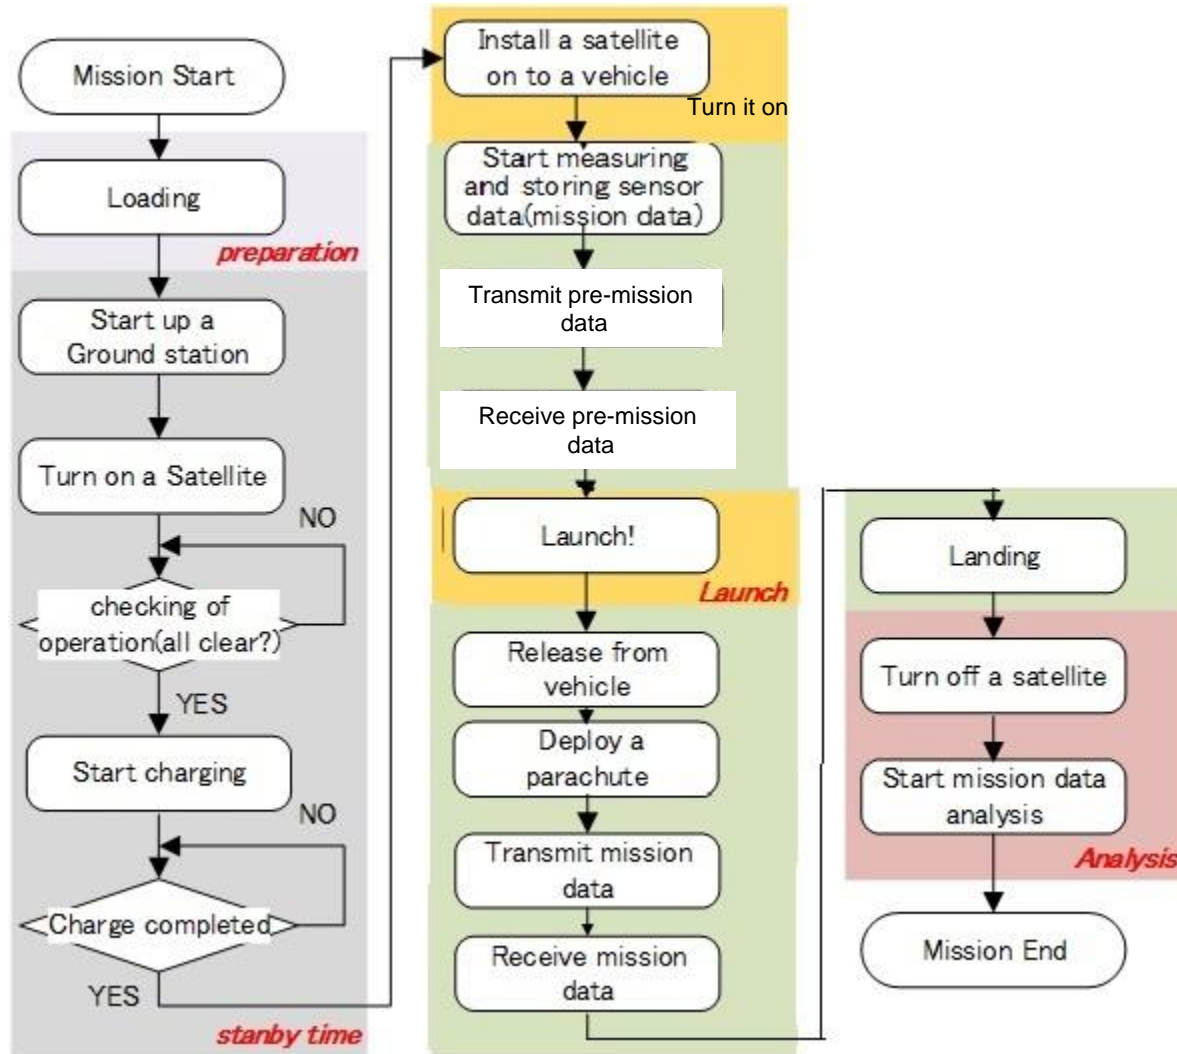 Mission Start
Loading
preparation
Start up a
Ground station
Turn on a Satellite
NO
checking of
operation(all clear?)
YES
Start charging
NO
Charge completed
YES
stanby time
Install a satellite
on to a vehicle
Turn it on
Start measuring
and storing sensor
data(mission data)
Transmit pre-mission
data
Receive pre-mission
data
Launch!
Launch
Release from
vehicle
Deploy a
parachute
Transmit mission
data
Receive mission
data
Landing
Turn off a satellite
Start mission data
analysis
Analysis
Mission End